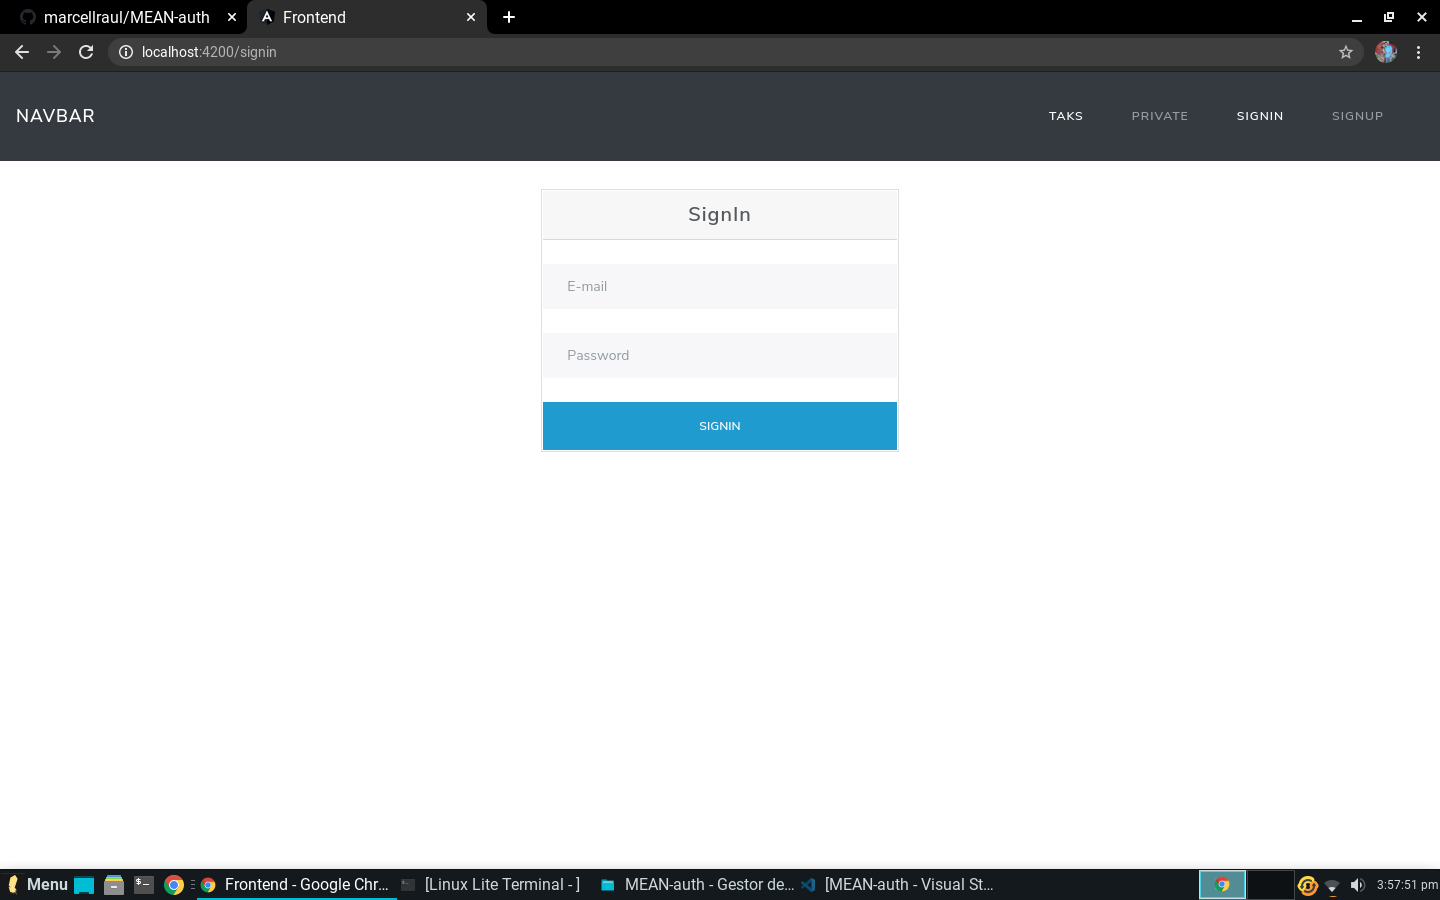 marcellraul/MEAN-auth
Frontend
localhost:4200/signin
NAVBAR
TAKS
PRIVATE
SIGNIN
SIGNUP
SignIn
E-mail
Password
SIGNIN
Menu
Frontend - Google Chr...
[Linux Lite Terminal - ]
MEAN-auth - Gestor de...
[MEAN-auth - Visual St...
3:57:51 pm